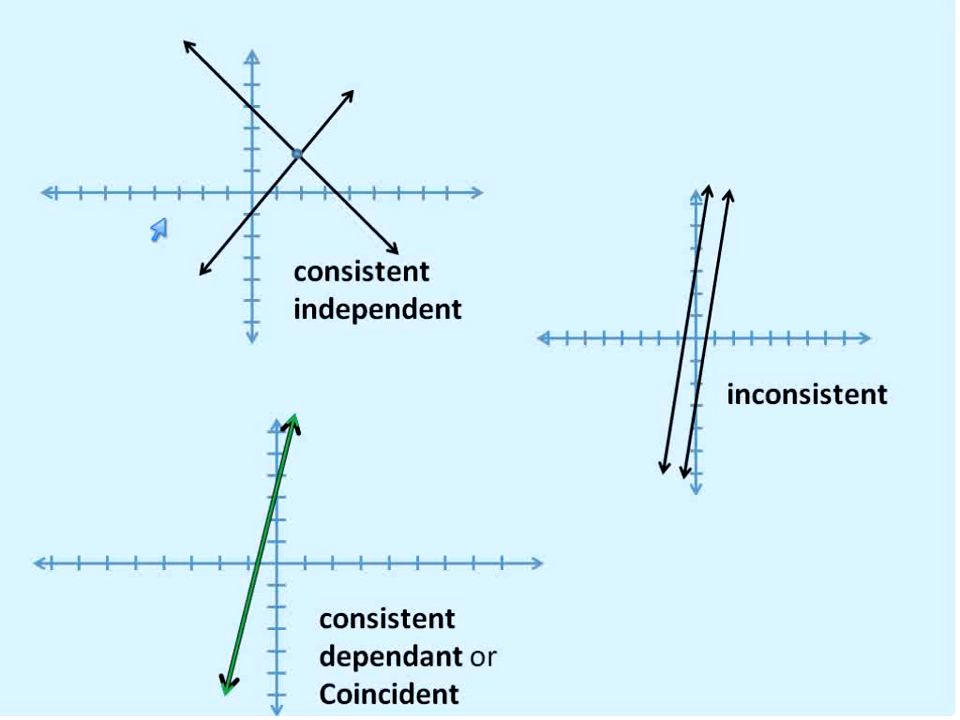 consistent
independent
inconsistent
consistent
dependant or
Coincident